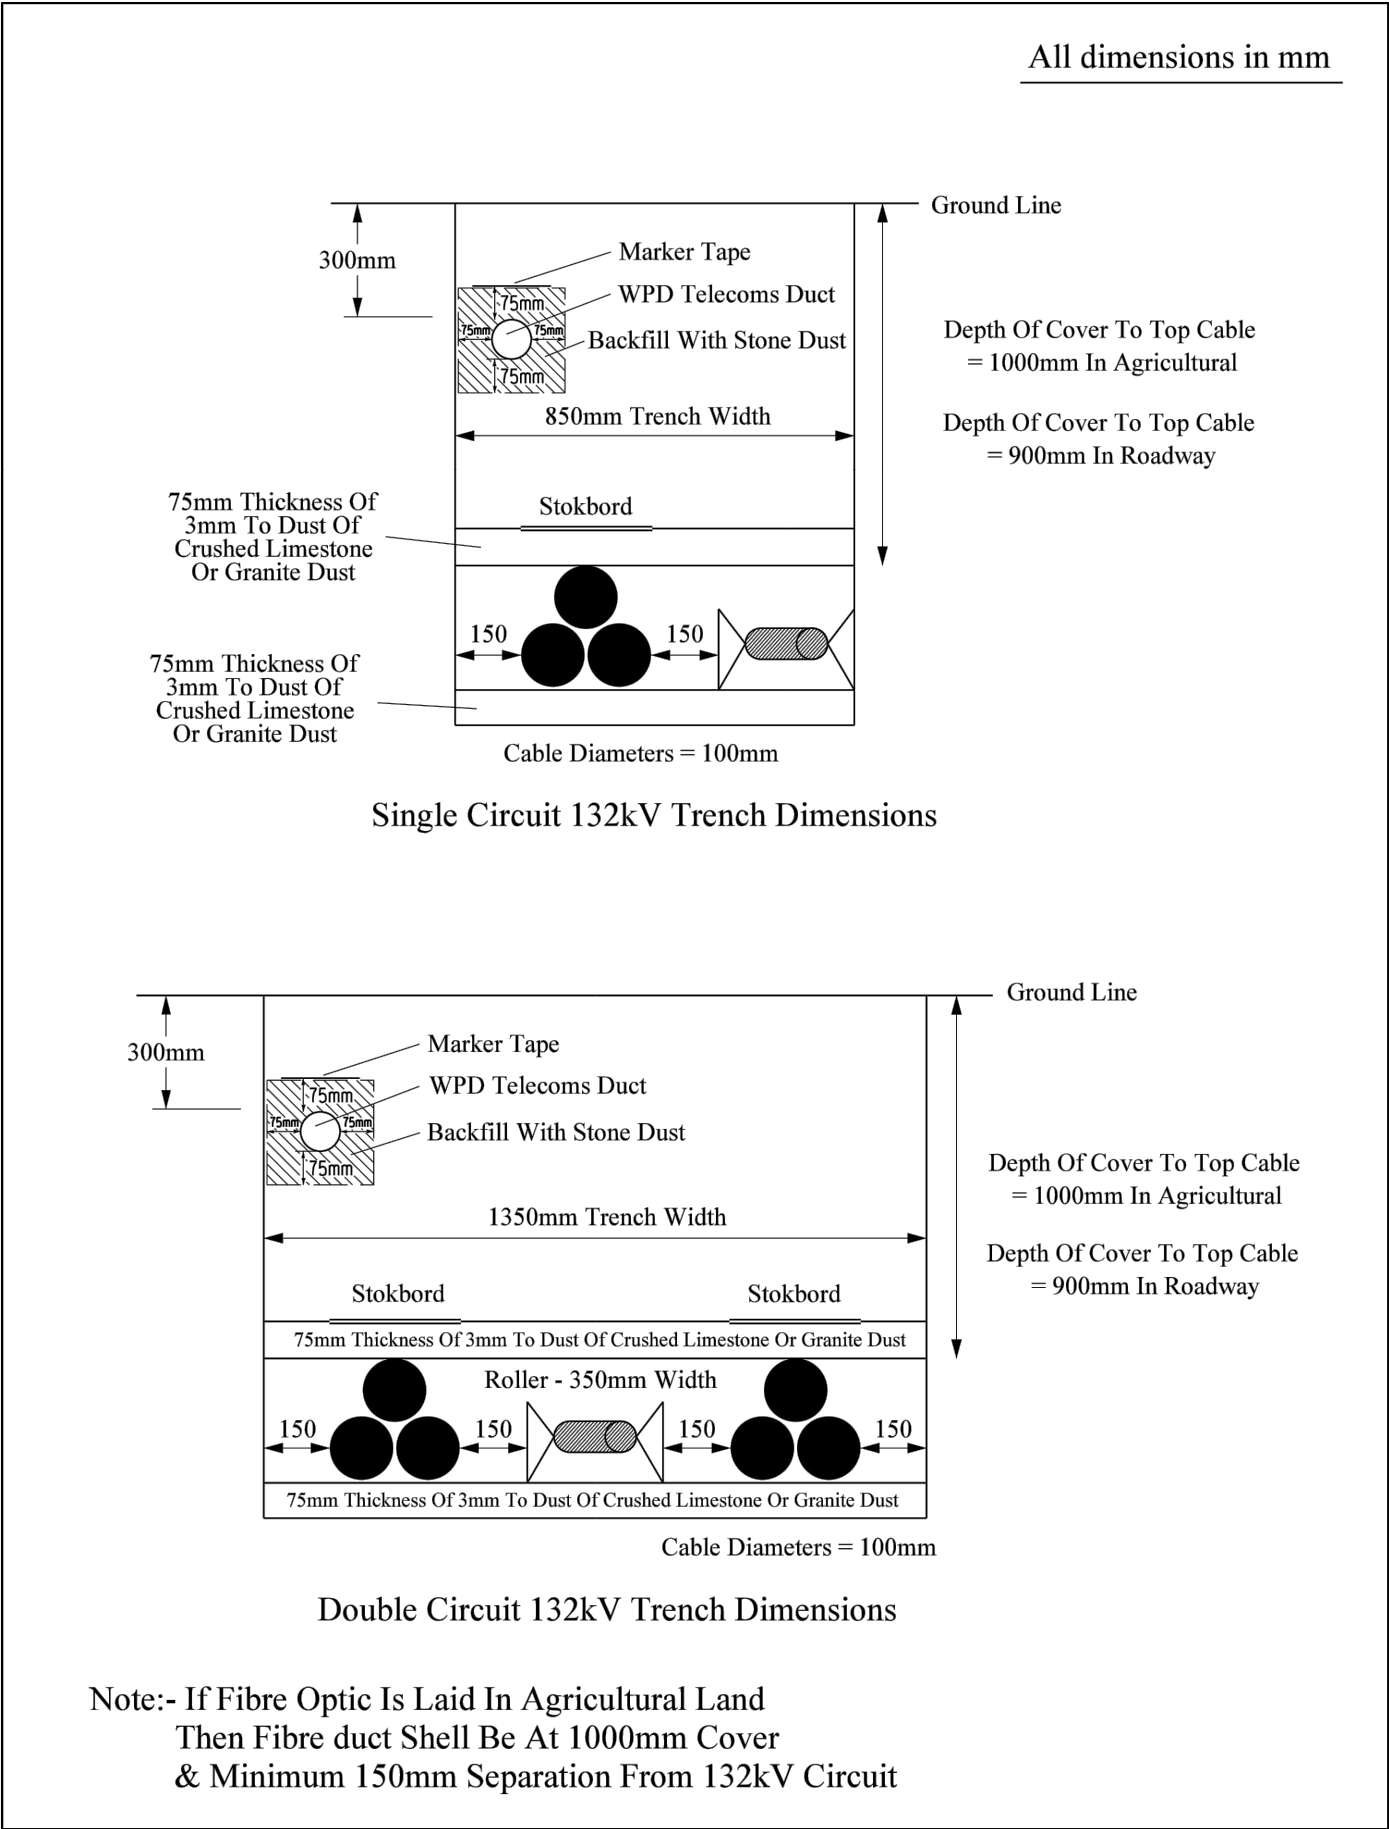 All dimensions in mm
Ground Line
300mm
Marker Tape
75mm
WPD Telecoms Duct
75mm
75mm
Backfill With Stone Dust
75mm
Depth Of Cover To Top Cable
= 1000mm In Agricultural
850mm Trench Width
Depth Of Cover To Top Cable
= 900mm In Roadway
75mm Thickness Of
3mm To Dust Of
Crushed Limestone
Or Granite Dust
Stokbord
150
150
75mm Thickness Of
3mm To Dust Of
Crushed Limestone
Or Granite Dust
Cable Diameters = 100mm
Single Circuit 132kV Trench Dimensions
Ground Line
300mm
Marker Tape
75mm
WPD Telecoms Duct
75mm
75mm
Backfill With Stone Dust
75mm
Depth Of Cover To Top Cable
= 1000mm In Agricultural
1350mm Trench Width
Depth Of Cover To Top Cable
= 900mm In Roadway
Stokbord
Stokbord
75mm Thickness Of 3mm To Dust Of Crushed Limestone Or Granite Dust
Roller - 350mm Width
150
150
150
150
75mm Thickness Of 3mm To Dust Of Crushed Limestone Or Granite Dust
Cable Diameters = 100mm
Double Circuit 132kV Trench Dimensions
Note:- If Fibre Optic Is Laid In Agricultural Land
Then Fibre duct Shell Be At 1000mm Cover
& Minimum 150mm Separation From 132kV Circuit